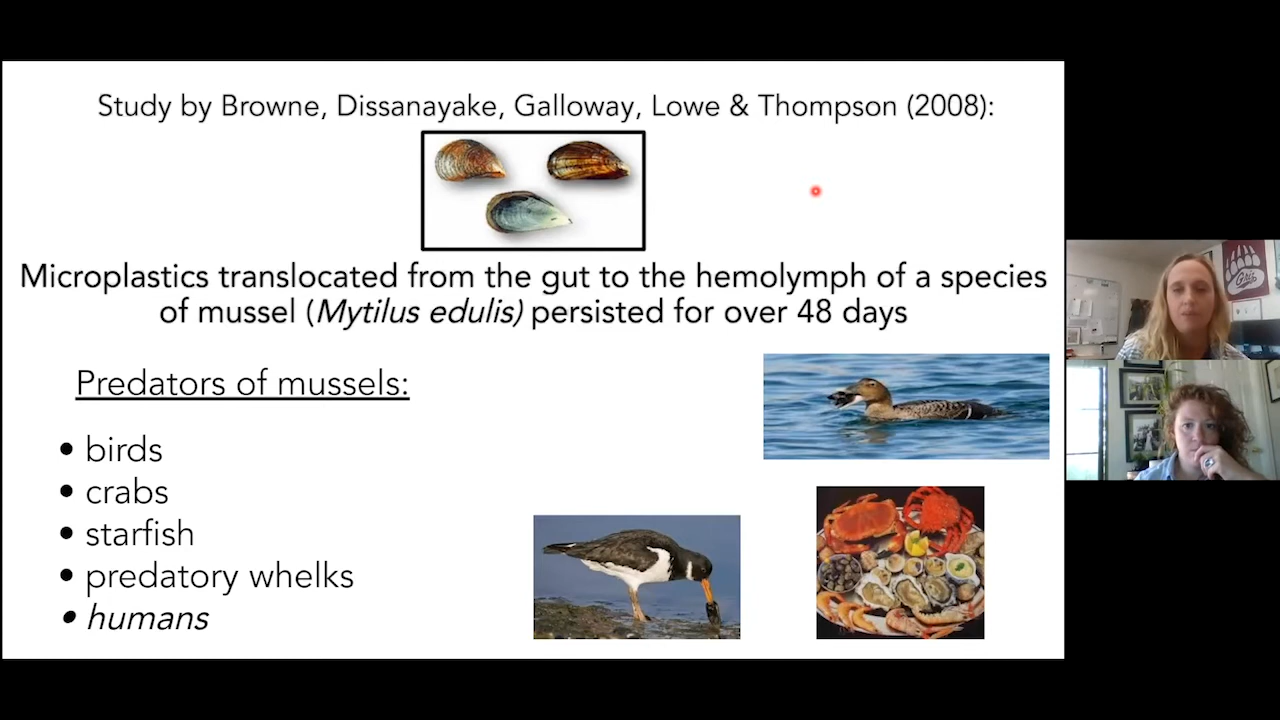 Study by Browne, Dissanayake, Galloway, Lowe & Thompson (2008):
Microplastics translocated from the gut to the hemolymph of a species
of mussel (Mytilus edulis) persisted for over 48 days
Predators of mussels:
• birds
• crabs
• starfish
• predatory whelks
• humans
Griz